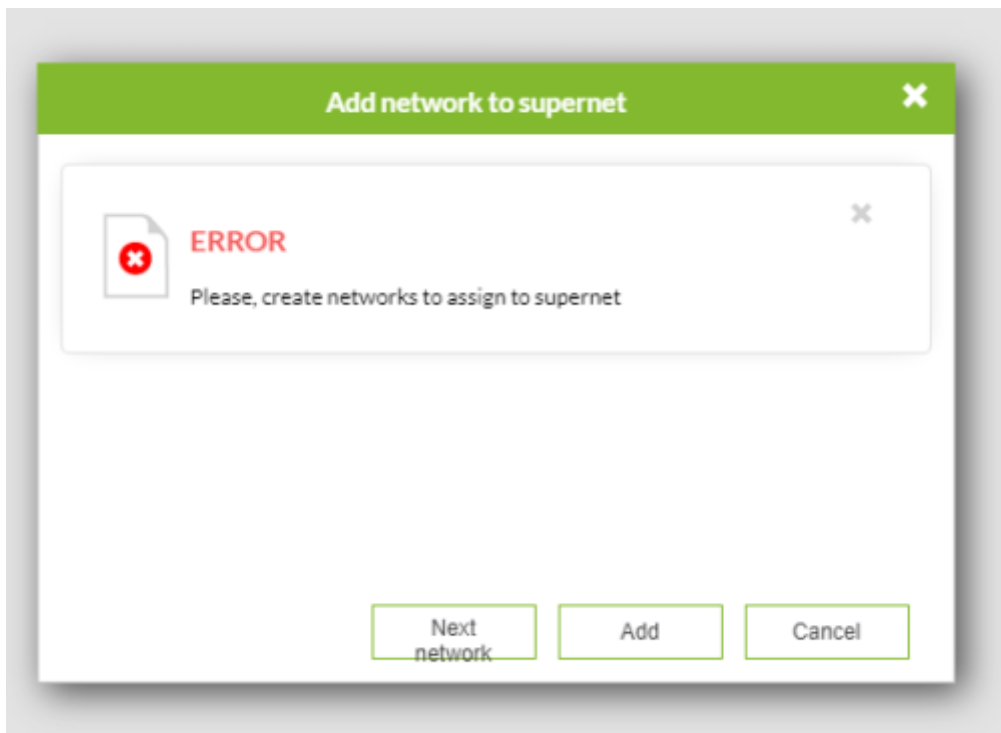 Add network to supernet
ERROR
Please, create networks to assign to supernet
Next
network
Add
Cancel